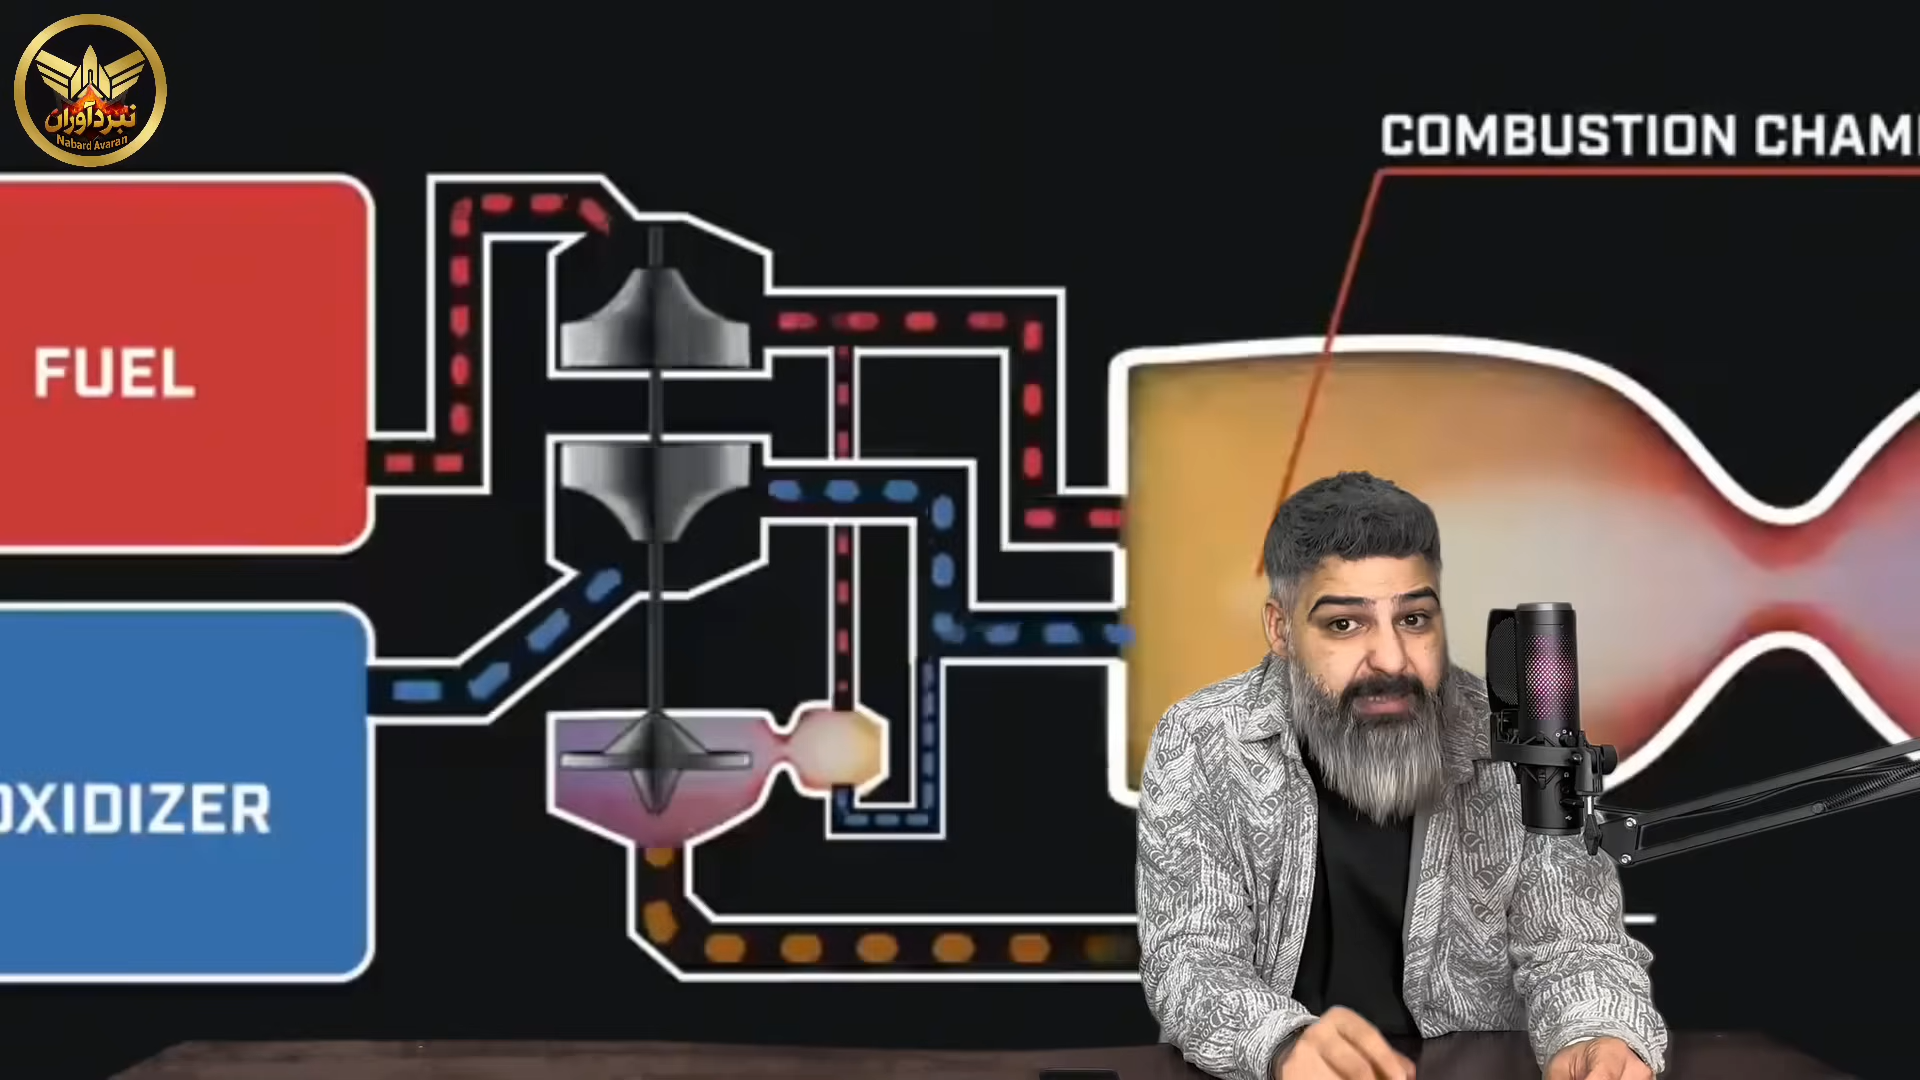 نبردآوران
Nabard Avaran
COMBUSTION CHAM
FUEL
OXIDIZER